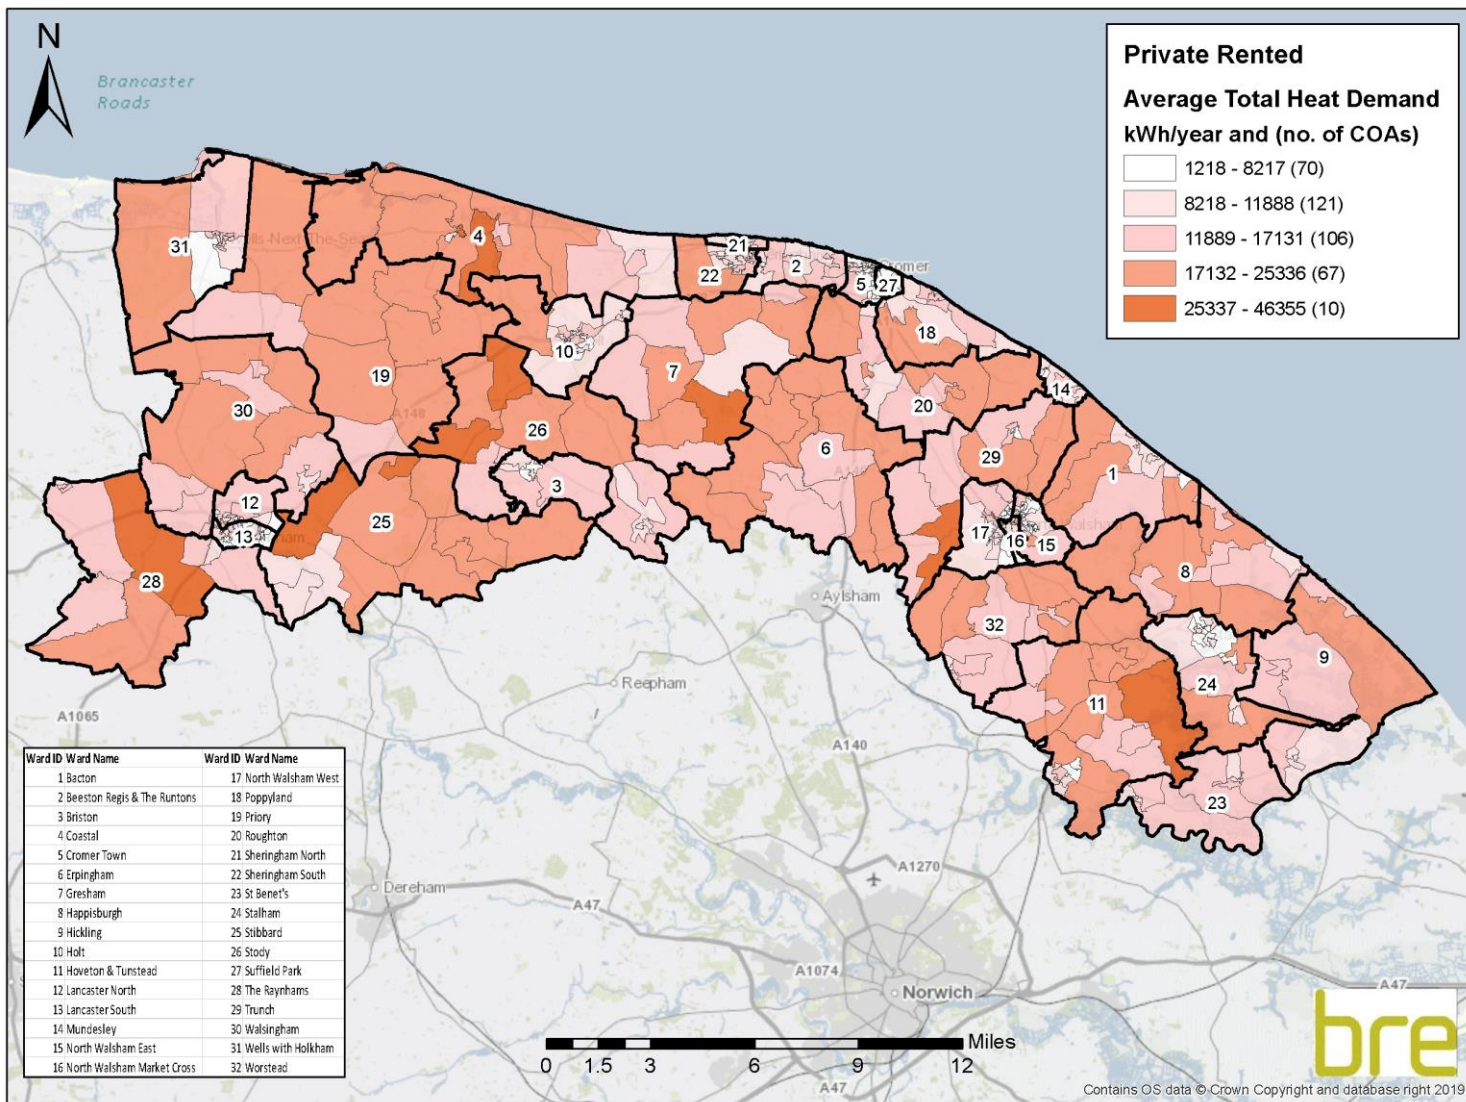 N
Brancaster
Roads
Private Rented
Average Total Heat Demand
kWh/year and (no. of COAs)
1218 - 8217 (70)
8218 - 11888 (121)
11889 - 17131 (106)
17132 - 25336 (67)
25337 - 46355 (10)
31
4
21
22
2
Cromer
5
27
18
10
7
19
14
20
30
A148
26
6
29
1
3
12
25
13
17
16
15
28
8
Aylsham
32
9
Reepham
24
11
A1065
A140
23
Ward ID Ward Name Ward ID Ward Name
1 Bacton 17 North Walsham West
2 Beeston Regis & The Runtons 18 Poppyland
3 Briston 19 Priory
4 Coastal 20 Roughton
5 Cromer Town 21 Sheringham North
6 Erpingham 22 Sheringham South
7 Gresham 23 St Benet's
8 Happisburgh 24 Stalham
9 Hickling 25 Stibbard
10 Holt 26 Stody
11 Hoveton & Tunstead 27 Suffield Park
12 Lancaster North 28 The Raynhams
13 Lancaster South 29 Trunch
14 Mundesley 30 Walsingham
15 North Walsham East 31 Wells with Holkham
16 North Walsham Market Cross 32 Worstead
A1270
Dereham
A47
A1074
Norwich
A47
Miles
0 1.5 3 6 9 12
A47
bre
Contains OS data © Crown Copyright and database right 2019